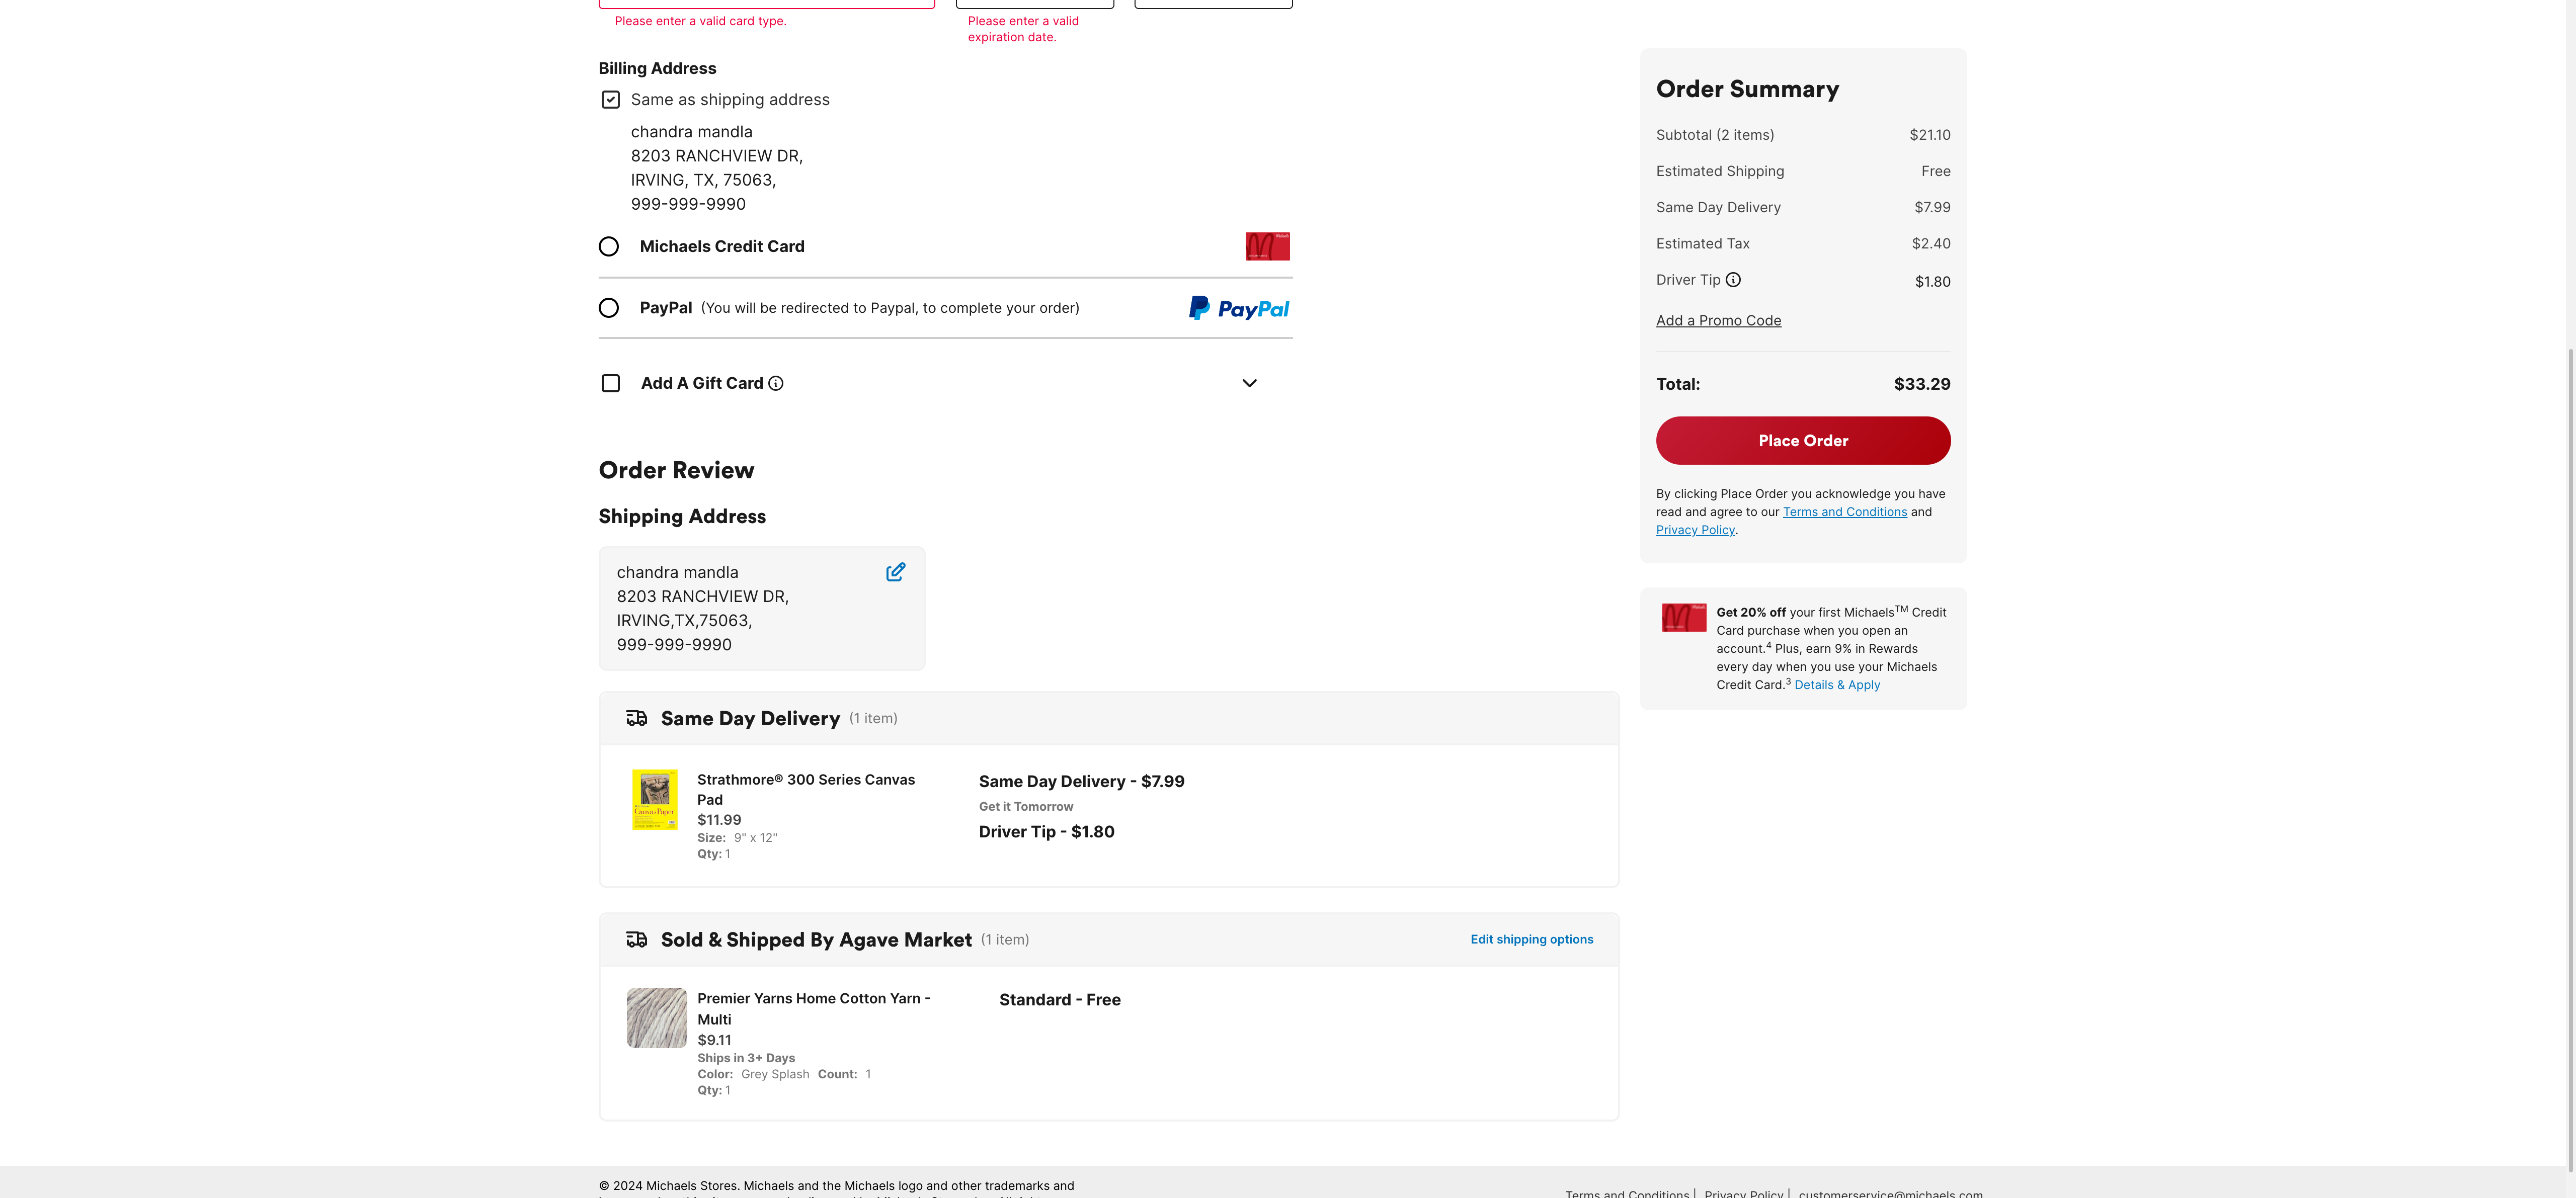 Please enter a valid card type.
Please enter a valid
expiration date.
Billing Address
Same as shipping address
chandra mandla
8203 RANCHVIEW DR,
IRVING, TX, 75063,
999-999-9990
Michaels Credit Card
PayPal (You will be redirected to Paypal, to complete your order)
PayPal
Add A Gift Card
Order Review
Shipping Address
chandra mandla
8203 RANCHVIEW DR,
IRVING,TX,75063,
999-999-9990
Same Day Delivery (1 item)
Strathmore® 300 Series Canvas
Pad
$11.99
Size: 9" x 12"
Qty: 1
Same Day Delivery - $7.99
Get it Tomorrow
Driver Tip - $1.80
Sold & Shipped By Agave Market (1 item)
Edit shipping options
Premier Yarns Home Cotton Yarn -
Multi
$9.11
Ships in 3+ Days
Color: Grey Splash Count: 1
Qty: 1
Standard - Free
Order Summary
Subtotal (2 items) $21.10
Estimated Shipping Free
Same Day Delivery $7.99
Estimated Tax $2.40
Driver Tip $1.80
Add a Promo Code
Total: $33.29
Place Order
By clicking Place Order you acknowledge you have
read and agree to our Terms and Conditions and
Privacy Policy.
Get 20% off your first Michaels™ Credit
Card purchase when you open an
account.4 Plus, earn 9% in Rewards
every day when you use your Michaels
Credit Card.3 Details & Apply
© 2024 Michaels Stores. Michaels and the Michaels logo and other trademarks and
Terms and Conditions | Privacy Policy | customerservice@michaels.com